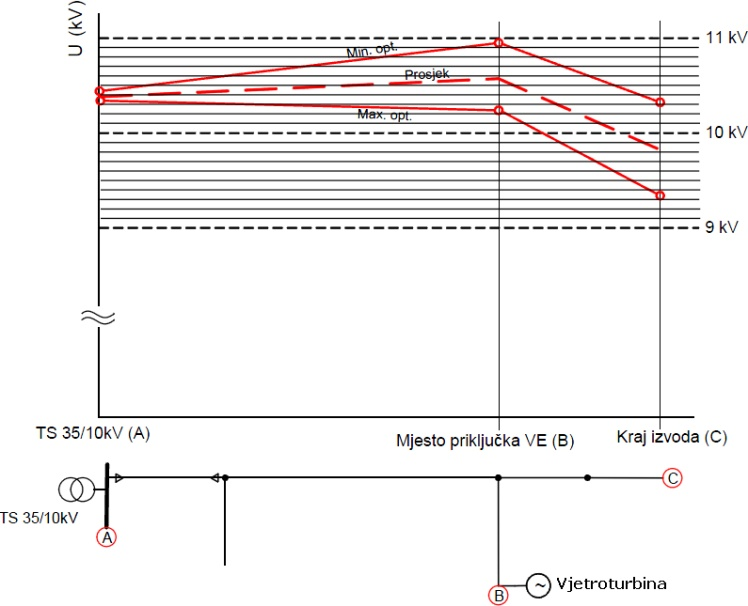 U (kV)
11 kV
Min. opt.
Prosjek
Max. opt.
10 kV
9 kV
TS 35/10kV (A)
Mjesto priključka VE (B)
Kraj izvoda (C)
C
TS 35/10kV
A
B
~
Vjetroturbina